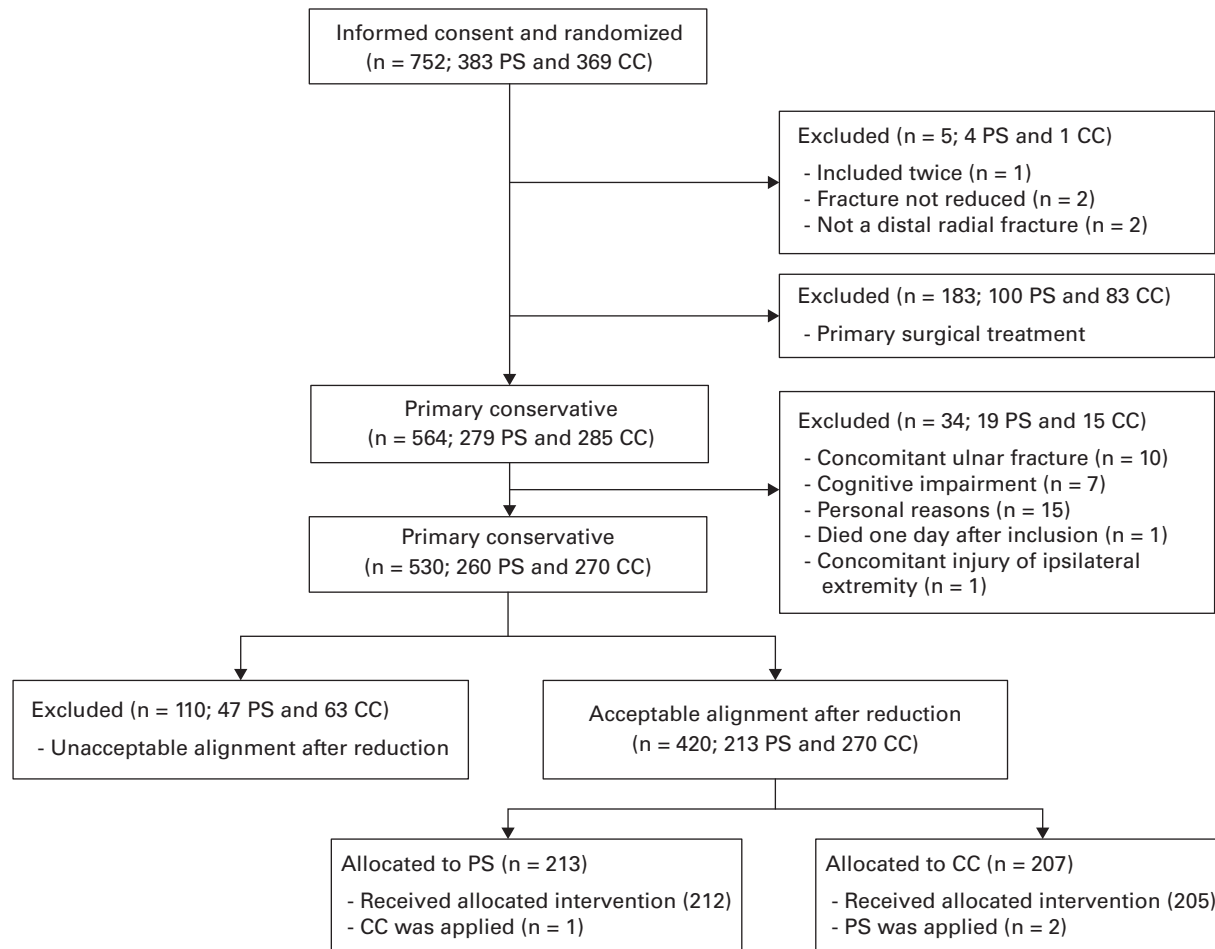 Informed consent and randomized
(n = 752; 383 PS and 369 CC)
Excluded (n = 5; 4 PS and 1 CC)
- Included twice (n = 1)
- Fracture not reduced (n = 2)
- Not a distal radial fracture (n = 2)
Excluded (n = 183; 100 PS and 83 CC)
- Primary surgical treatment
Primary conservative
(n = 564; 279 PS and 285 CC)
Excluded (n = 34; 19 PS and 15 CC)
- Concomitant ulnar fracture (n = 10)
- Cognitive impairment (n = 7)
- Personal reasons (n = 15)
- Died one day after inclusion (n = 1)
- Concomitant injury of ipsilateral
extremity (n = 1)
Primary conservative
(n = 530; 260 PS and 270 CC)
Excluded (n = 110; 47 PS and 63 CC)
- Unacceptable alignment after reduction
Acceptable alignment after reduction
(n = 420; 213 PS and 270 CC)
Allocated to PS (n = 213)
- Received allocated intervention (212)
- CC was applied (n = 1)
Allocated to CC (n = 207)
- Received allocated intervention (205)
- PS was applied (n = 2)